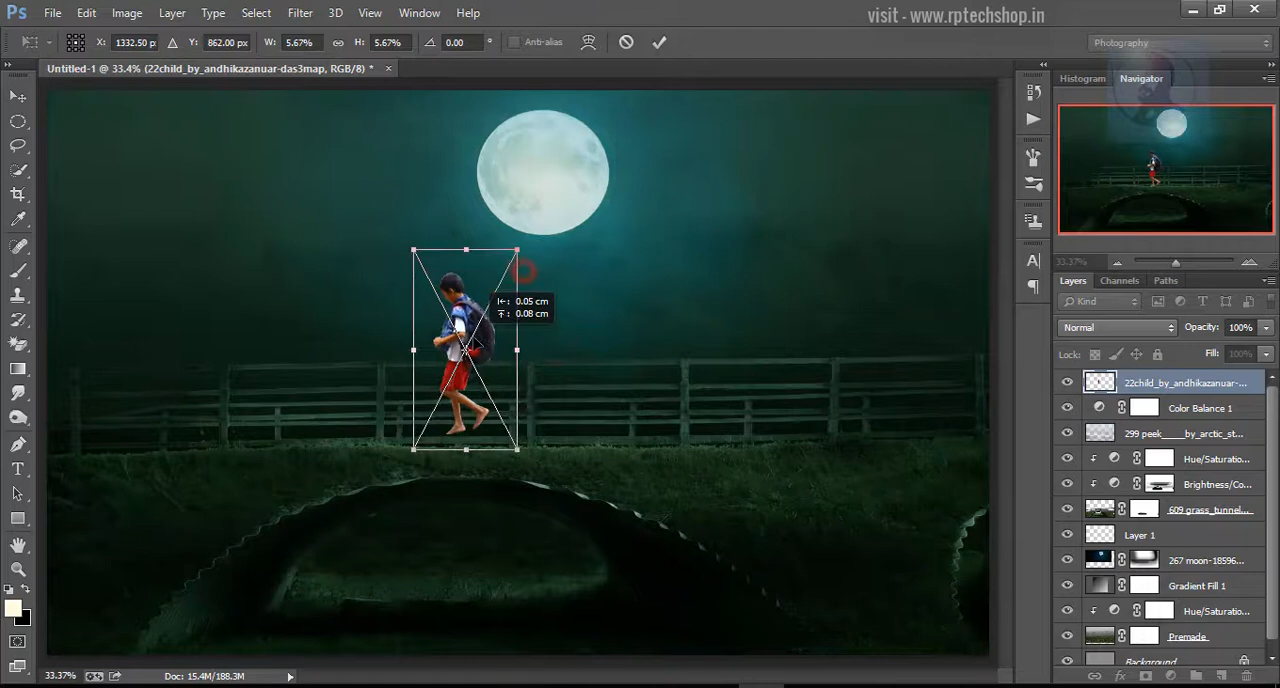 visit - www.rptechshop.in
Ps File Edit Image Layer Type Select Filter 3D View Window Help
X: 1332.50 px Y: 862.00 px W: 5.67% H: 5.67% 0.00 ° Anti-alias Photography
Untitled-1 @ 33.4% (22child_by_andhikazanuar-das3map, RGB/8) * ×
Histogram Navigator
0.05 cm
0.08 cm
33.37%
Layers Channels Paths
Kind
Normal Opacity: 100%
Lock: Fill: 100%
22child_by_andhikazanuar-...
Color Balance 1
299 peek____by_arctic_st...
Hue/Saturatio...
Brightness/Co...
609 grass_tunnel...
Layer 1
267 moon-18596...
Gradient Fill 1
Hue/Saturatio...
Premade
Background
33.37% Doc: 15.4M/188.3M